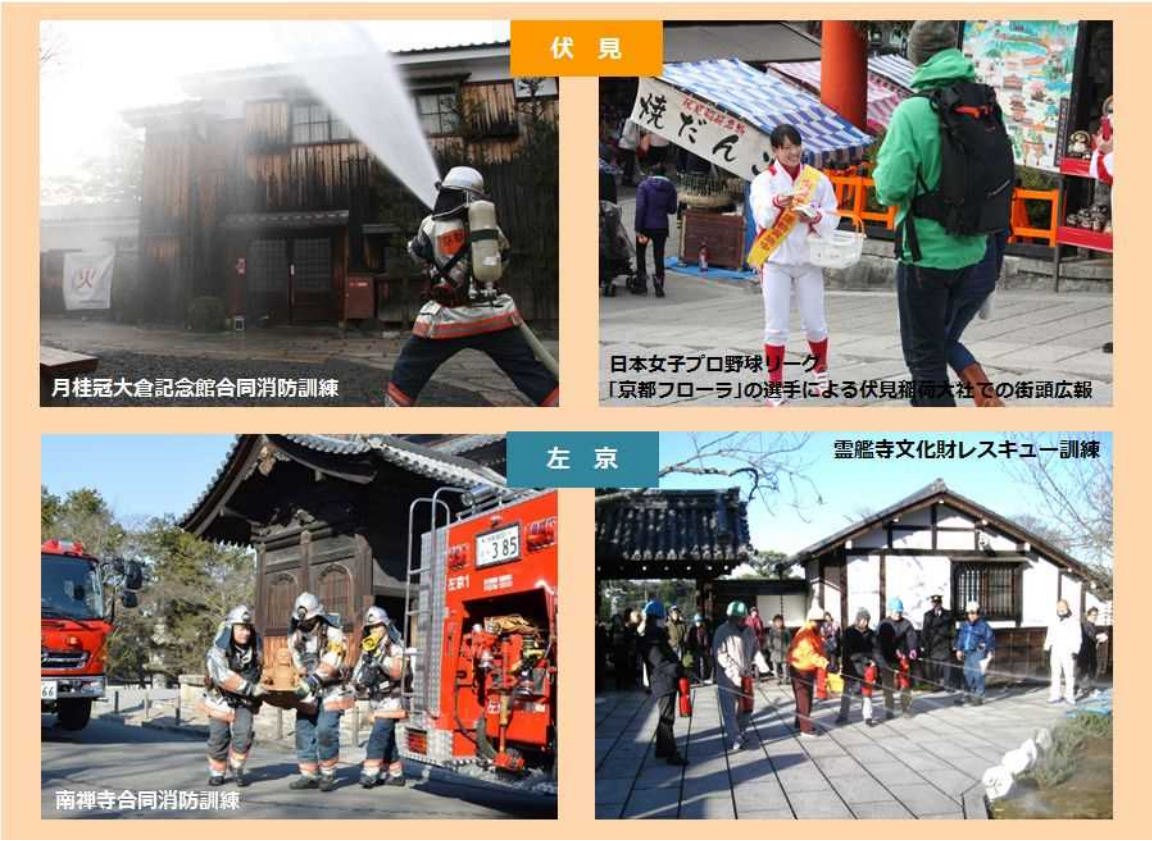 伏 見
月桂冠大倉記念館合同消防訓練
火
焼だん
日本女子プロ野球リーグ
「京都フローラ」の選手による伏見稲荷大社での街頭広報
左 京
南禅寺合同消防訓練
66
・385
左京1
霊鑑寺文化財レスキュー訓練